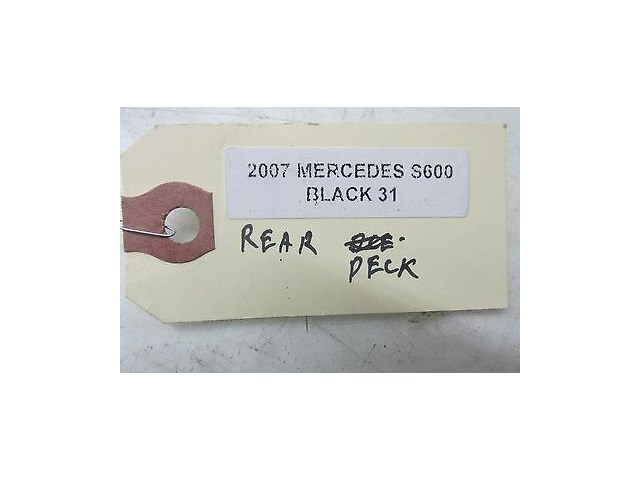 2007 MERCEDES S600
BLACK 31
REAR
DECK